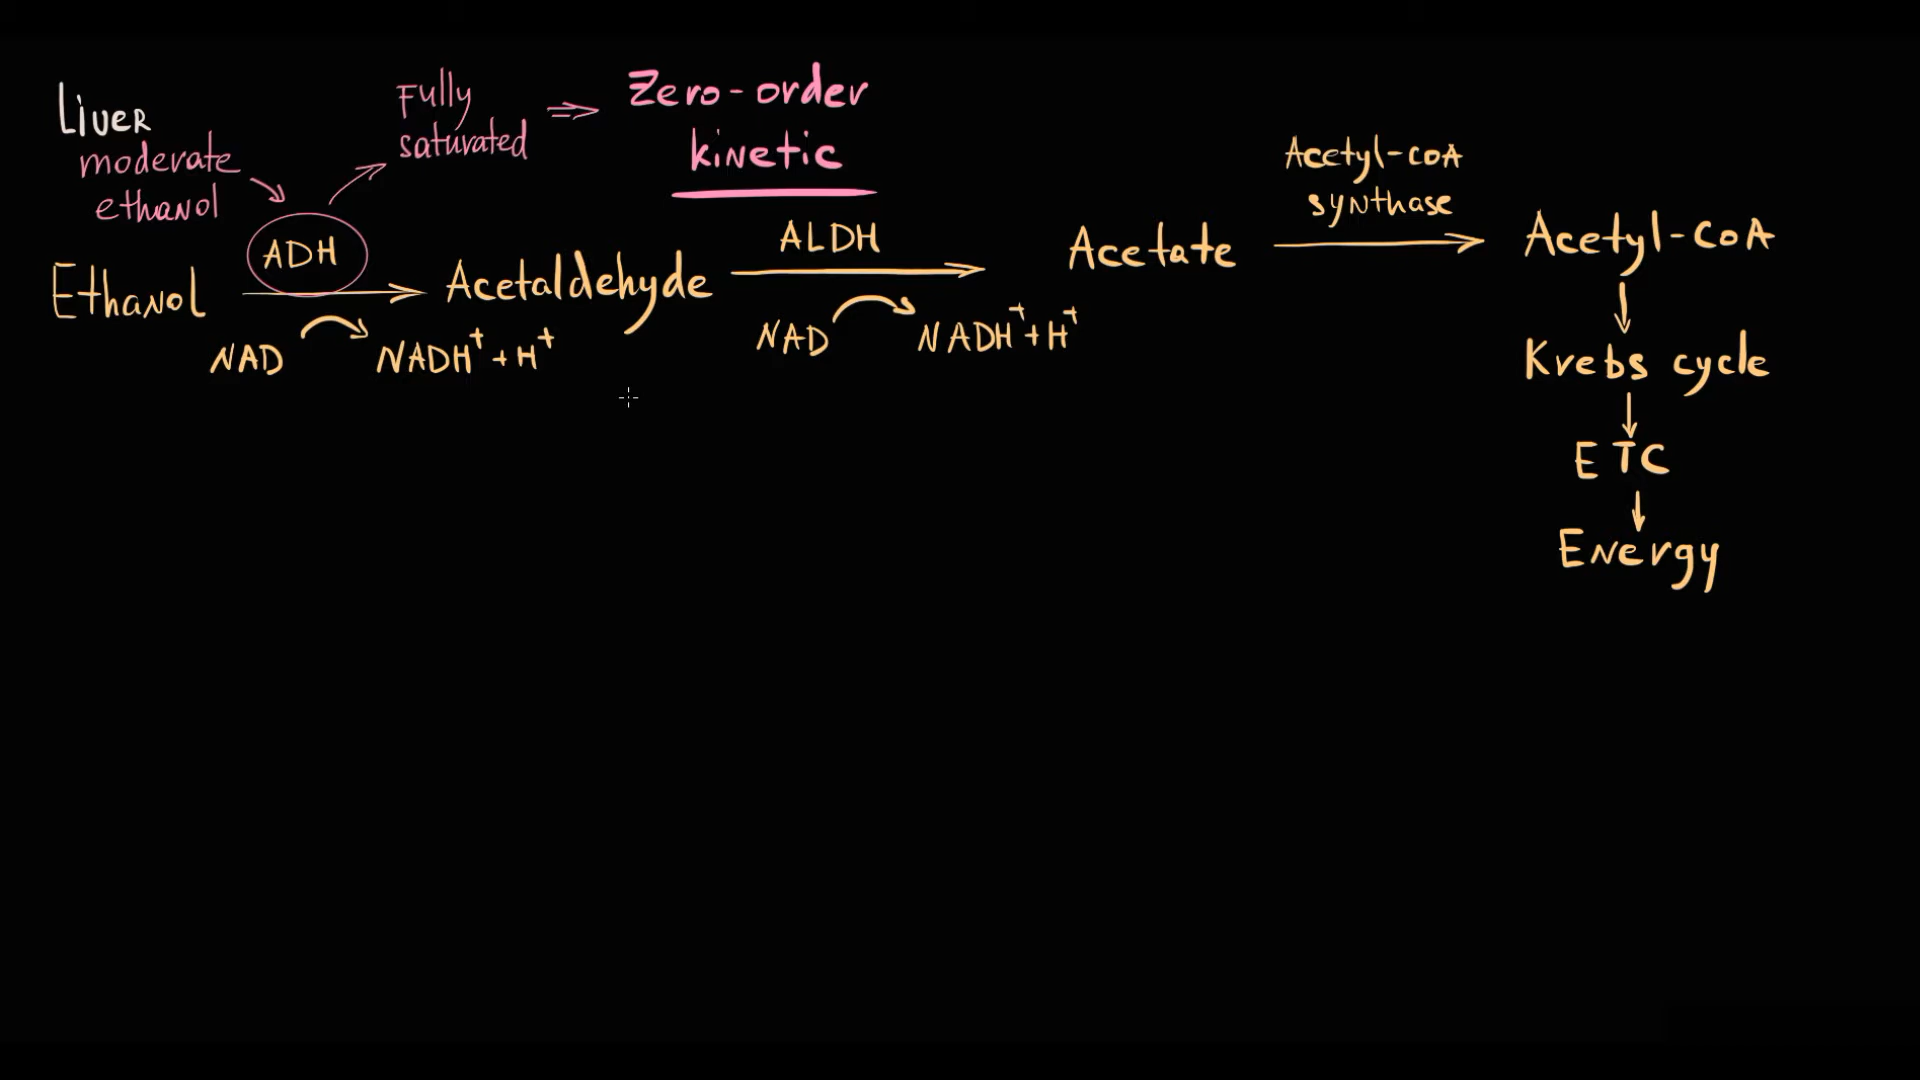 Liver
moderate
ethanol
Fully
saturated
⇒
Zero-order
kinetic
ADH
Ethanol
NAD
NADH⁺ + H⁺
Acetaldehyde
ALDH
NAD
NADH⁺ + H⁺
Acetate
Acetyl-coA
synthase
Acetyl-CoA
Krebs cycle
ETC
Energy